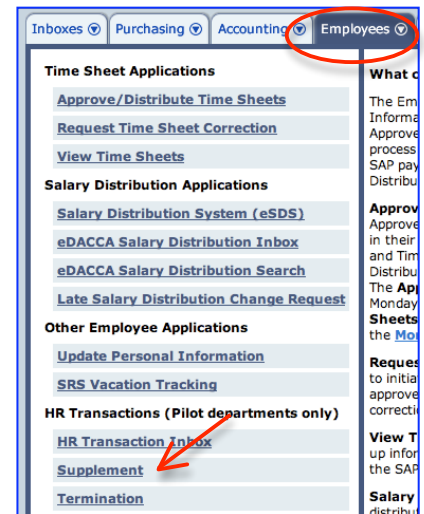 Inboxes Purchasing Accounting Employees
Time Sheet Applications
Approve/Distribute Time Sheets
Request Time Sheet Correction
View Time Sheets
Salary Distribution Applications
Salary Distribution System (eSDS)
eDACCA Salary Distribution Inbox
eDACCA Salary Distribution Search
Late Salary Distribution Change Request
Other Employee Applications
Update Personal Information
SRS Vacation Tracking
HR Transactions (Pilot departments only)
HR Transaction Inbox
Supplement
Termination
What
The Em
Informa
Approve
process
SAP pay
Distribu
Approv
Approve
in their
and Tim
Distribu
The App
Monday
Sheets
the Mon
Reques
to initia
approve
correcti
View T
up infor
the SAP
Salary
distribut